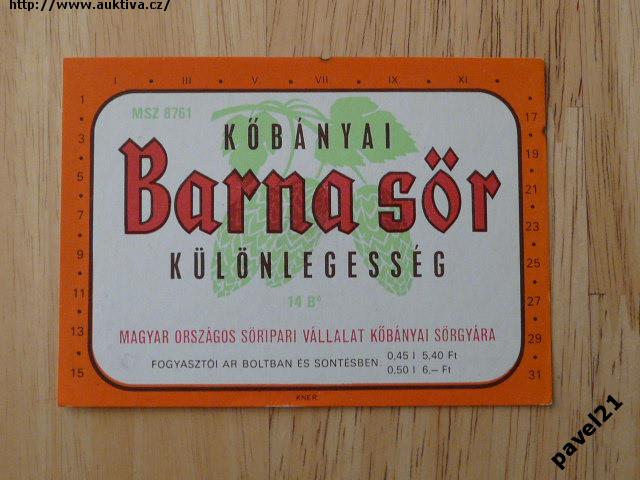 http://www.auktiva.cz/
I • III • V. • VII • IX • XI. •
1 • 3 • 5 • 7 • 9 • 11 • 13 • 15
MSZ 8761
KŐBÁNYAI
Barna sör
KÜLÖNLEGESSÉG
14 B°
MAGYAR ORSZÁGOS SÖRIPARI VÁLLALAT KŐBÁNYAI SÖRGYÁRA
FOGYASZTÓI ÁR BOLTBAN ÉS SÖNTÉSBEN: 0,45 l 5,40 Ft
0,50 l 6,— Ft
• 17 • 19 • 21 • 23 • 25 • 27 • 29 • 31
KNER
pavel21